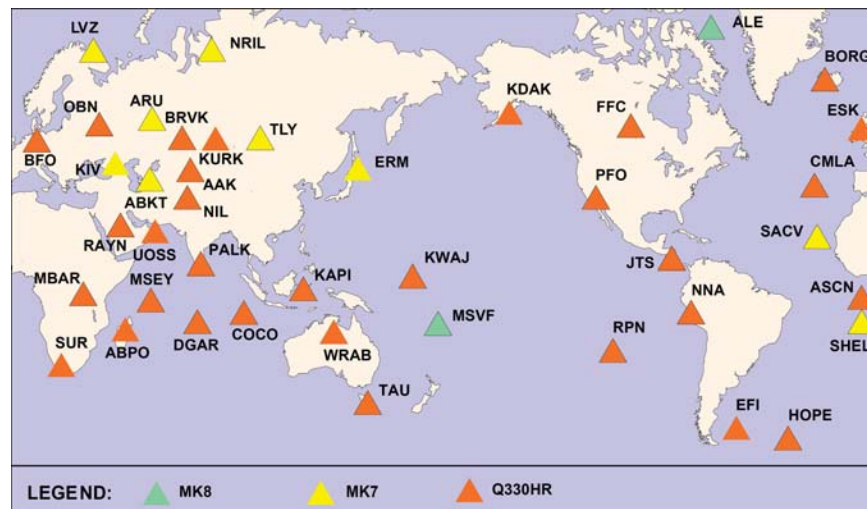 LVZ
NRIL
ALE
BORG
OBN
ARU
BRVK
TLY
KDAK
FFC
ESK
BFO
KURK
ERM
CMLA
KIV
AAK
PFO
ABKT
NIL
SACV
RAYN
UOSS
PALK
KWAJ
JTS
MBAR
MSEY
KAPI
NNA
ASCN
MSVF
RPN
SUR
ABPO
DGAR
COCO
WRAB
SHEL
TAU
EFI
HOPE
LEGEND: MK8 MK7 Q330HR